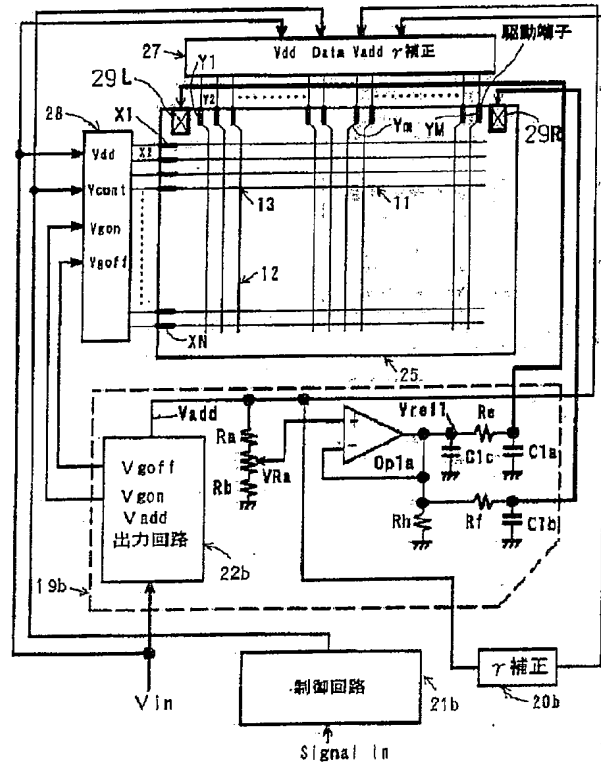 27
Vdd Data Vadd γ補正
駆動端子
29L
Y1
Y2
Ym
YM
29R
28
X1
X2
Vdd
Vcont
Vgon
Vgoff
13
11
12
XN
25
Vadd
Ra
VRa
Rb
Op1a
Vref1
Re
C1c
C1a
Rh
Rf
C1b
Vgoff
Vgon
Vadd
出力回路
22b
19b
Vin
制御回路
21b
γ補正
20b
Signal in